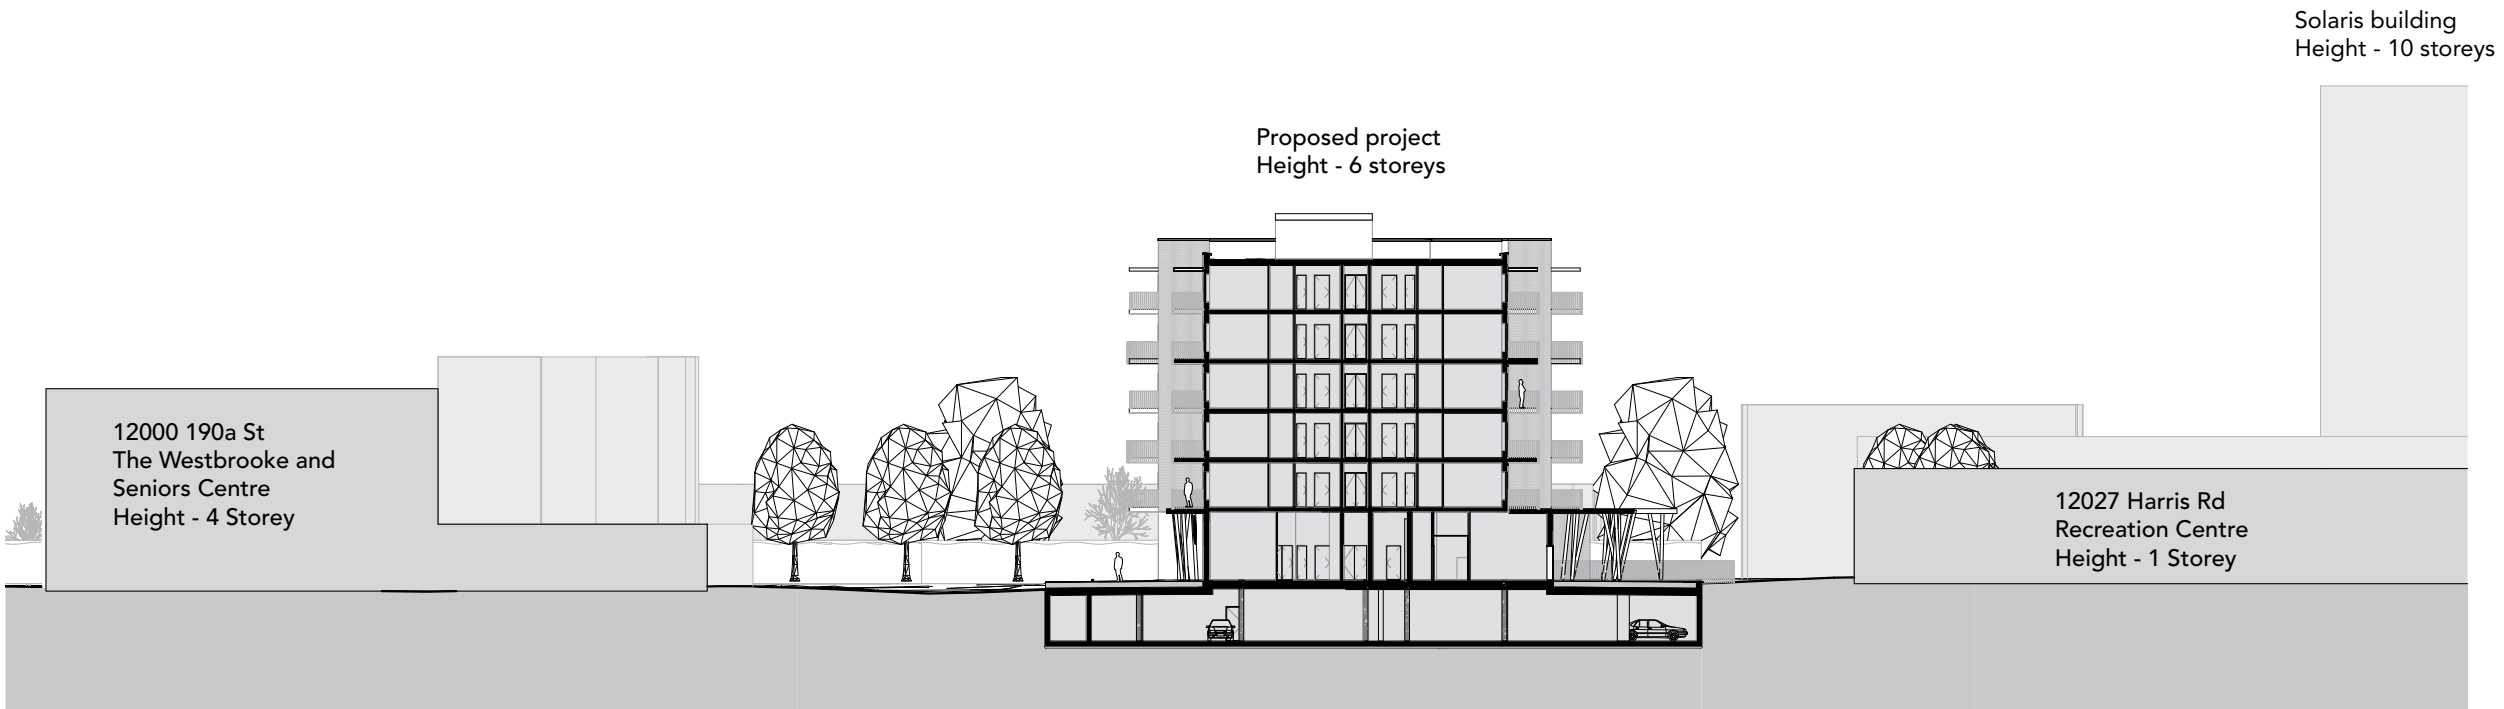 Solaris building
Height - 10 storeys
Proposed project
Height - 6 storeys
12000 190a St
The Westbrooke and
Seniors Centre
Height - 4 Storey
12027 Harris Rd
Recreation Centre
Height - 1 Storey